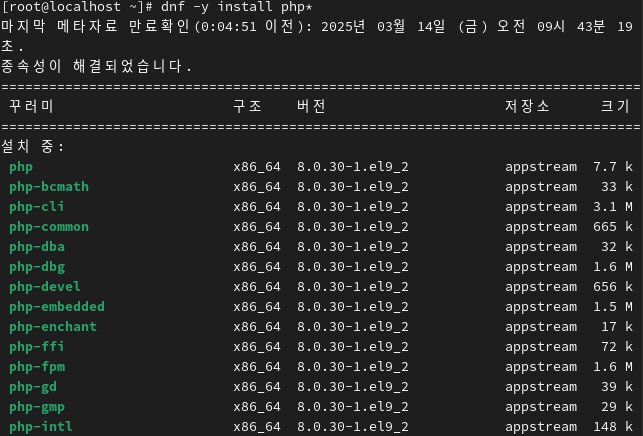 [root@localhost ~]# dnf -y install php*
마지막 메타자료 만료확인(0:04:51 이전): 2025년 03월 14일 (금) 오전 09시 43분 19
초.
종속성이 해결되었습니다.
================================================================================
꾸러미 구조 버전 저장소 크기
================================================================================
설치 중:
php x86_64 8.0.30-1.el9_2 appstream 7.7 k
php-bcmath x86_64 8.0.30-1.el9_2 appstream 33 k
php-cli x86_64 8.0.30-1.el9_2 appstream 3.1 M
php-common x86_64 8.0.30-1.el9_2 appstream 665 k
php-dba x86_64 8.0.30-1.el9_2 appstream 32 k
php-dbg x86_64 8.0.30-1.el9_2 appstream 1.6 M
php-devel x86_64 8.0.30-1.el9_2 appstream 656 k
php-embedded x86_64 8.0.30-1.el9_2 appstream 1.5 M
php-enchant x86_64 8.0.30-1.el9_2 appstream 17 k
php-ffi x86_64 8.0.30-1.el9_2 appstream 72 k
php-fpm x86_64 8.0.30-1.el9_2 appstream 1.6 M
php-gd x86_64 8.0.30-1.el9_2 appstream 39 k
php-gmp x86_64 8.0.30-1.el9_2 appstream 29 k
php-intl x86_64 8.0.30-1.el9_2 appstream 148 k